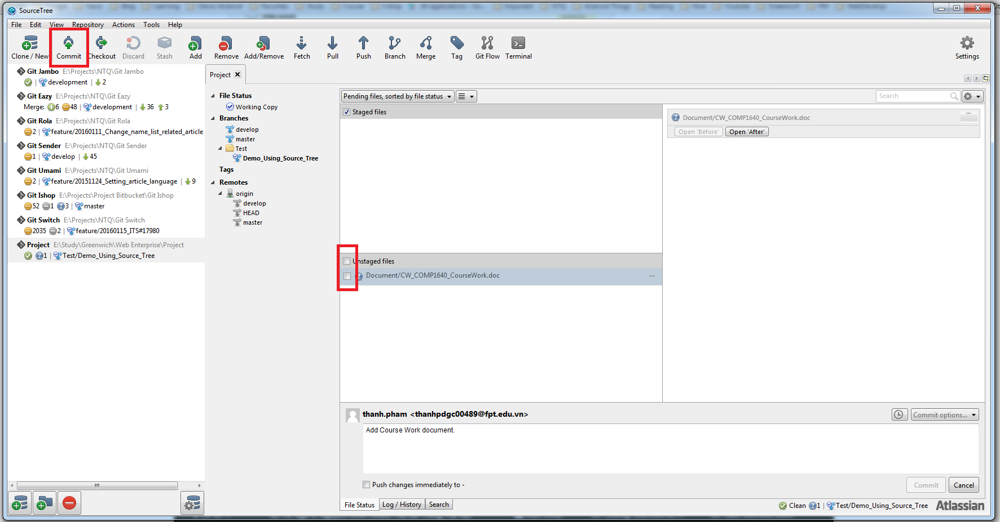 SourceTree
File Edit View Repository Actions Tools Help
Clone / New Commit Checkout Discard Stash Add Remove Add/Remove Fetch Pull Push Branch Merge Tag Git Flow Terminal Settings
Git Jambo E:\Projects\NTQ\Git Jambo
development | 2
Git Eazy E:\Projects\NTQ\Git Eazy
Merge: 6 48 | development | 36 3
Git Rola E:\Projects\NTQ\Git Rola
2 | feature/20160111_Change_name_list_related_article
Git Sender E:\Projects\NTQ\Git Sender
1 | develop | 45
Git Umami E:\Projects\NTQ\Git Umami
2 | feature/20151124_Setting_article_language | 9
Git Ishop E:\Projects\Project Bitbucket\Git Ishop
52 1 3 | master
Git Switch E:\Projects\NTQ\Git Switch
2035 2 | feature/20160115_ITS#17980
Project E:\Study\Greenwich\Web Enterprise\Project
1 | Test/Demo_Using_Source_Tree
Project
File Status
Working Copy
Branches
develop
master
Test
Demo_Using_Source_Tree
Tags
Remotes
origin
develop
HEAD
master
Pending files, sorted by file status
Search
Staged files
Unstaged files
Document/CW_COMP1640_CourseWork.doc ...
Document/CW_COMP1640_CourseWork.doc
Open 'Before' Open 'After'
thanh.pham <thanhpdgc00489@fpt.edu.vn>
Commit options...
Add Course Work document.
Push changes immediately to -
Commit Cancel
File Status Log / History Search
Clean 1 | Test/Demo_Using_Source_Tree Atlassian